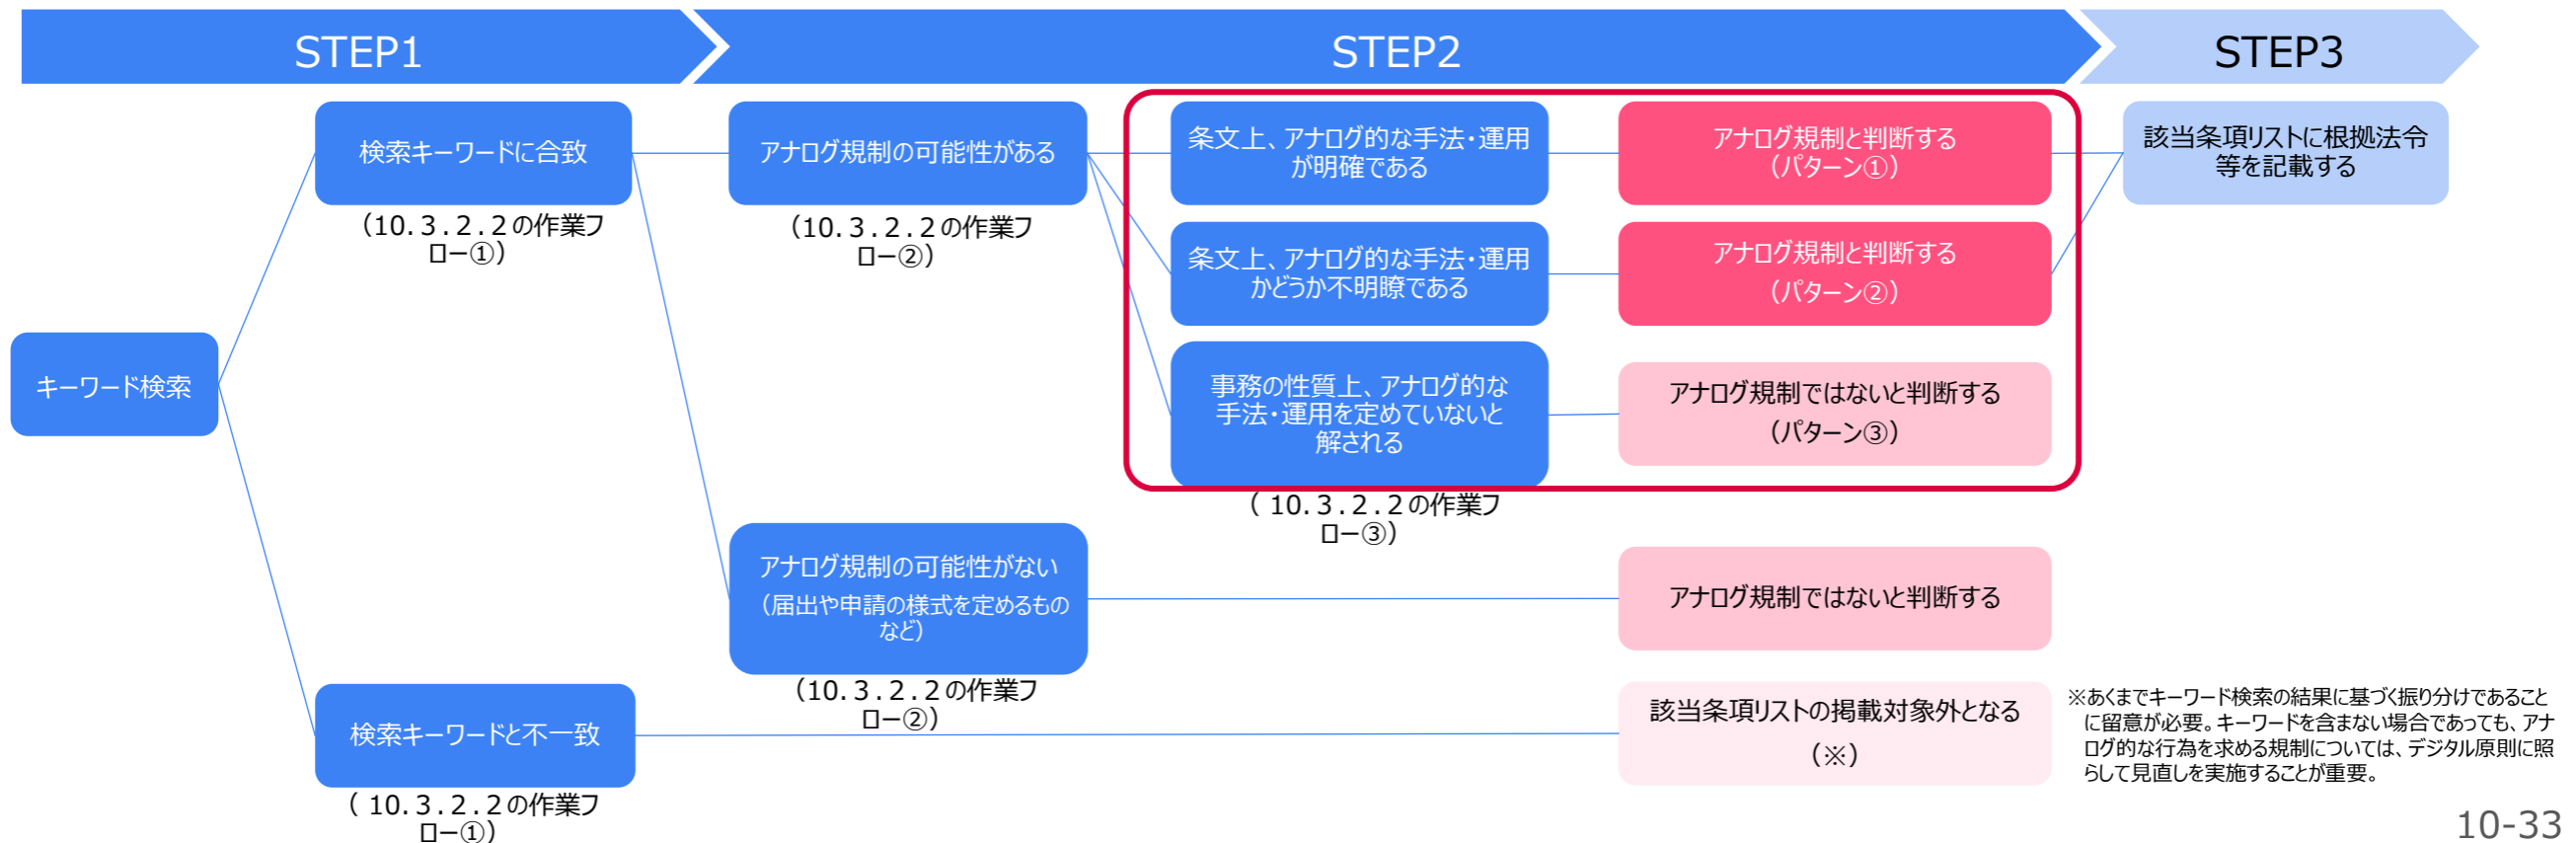 STEP1
STEP2
STEP3
キーワード検索
検索キーワードに合致
（10.３.２.２の作業フ
ロー①）
検索キーワードと不一致
（ 10.３.２.２の作業フ
ロー①）
アナログ規制の可能性がある
（10.３.２.２の作業フ
ロー②）
アナログ規制の可能性がない
（届出や申請の様式を定めるもの
など）
（10.３.２.２の作業フ
ロー②）
条文上、アナログ的な手法・運用
が明確である
条文上、アナログ的な手法・運用
かどうか不明瞭である
事務の性質上、アナログ的な
手法・運用を定めていないと
解される
（ 10.３.２.２の作業フ
ロー③）
アナログ規制と判断する
（パターン①）
アナログ規制と判断する
（パターン②）
アナログ規制ではないと判断する
（パターン③）
アナログ規制ではないと判断する
該当条項リストの掲載対象外となる
（※）
該当条項リストに根拠法令
等を記載する
※あくまでキーワード検索の結果に基づく振り分けであること
に留意が必要。キーワードを含まない場合であっても、アナ
ログ的な行為を求める規制については、デジタル原則に照
らして見直しを実施することが重要。
10-33